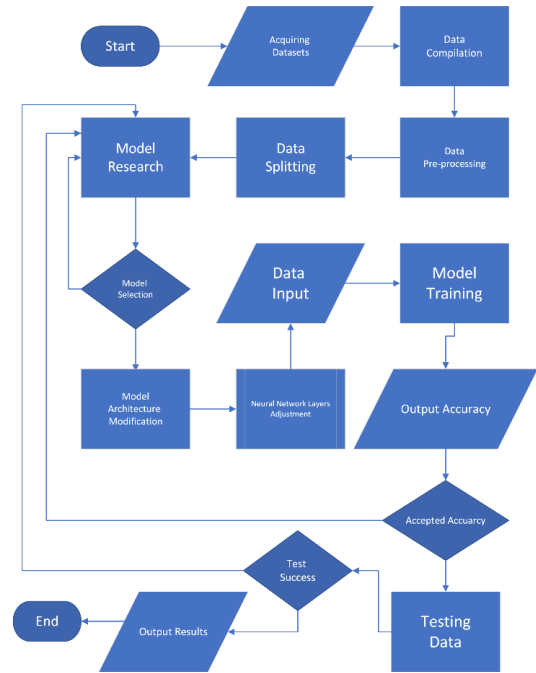 Start
Acquiring
Datasets
Data
Compilation
Data
Pre-processing
Data
Splitting
Model
Research
Model
Selection
Model
Architecture
Modification
Neural Network Layers
Adjustment
Data
Input
Model
Training
Output Accuracy
Accepted Accuarcy
Testing
Data
Test
Success
Output Results
End